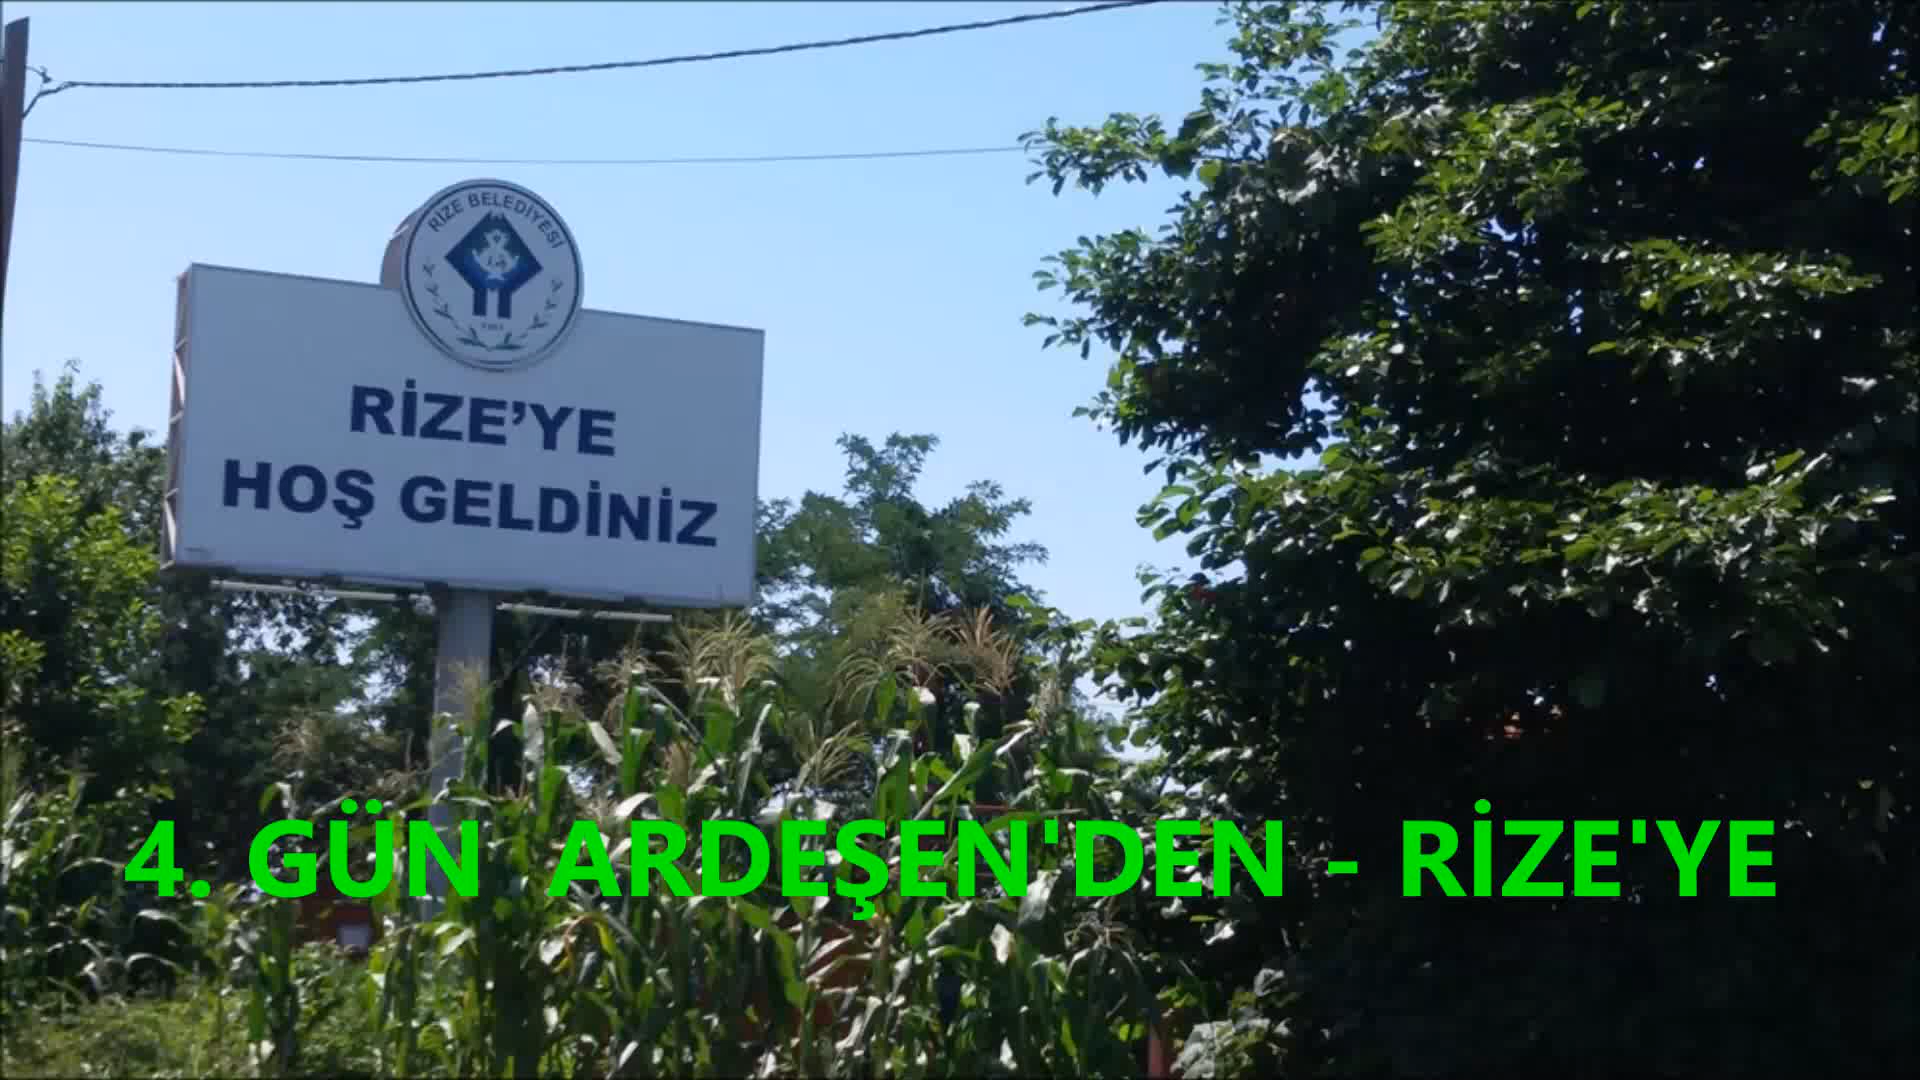 RİZE BELEDİYESİ
RİZE'YE
HOŞ GELDİNİZ
4. GÜN ARDEŞEN'DEN - RİZE'YE